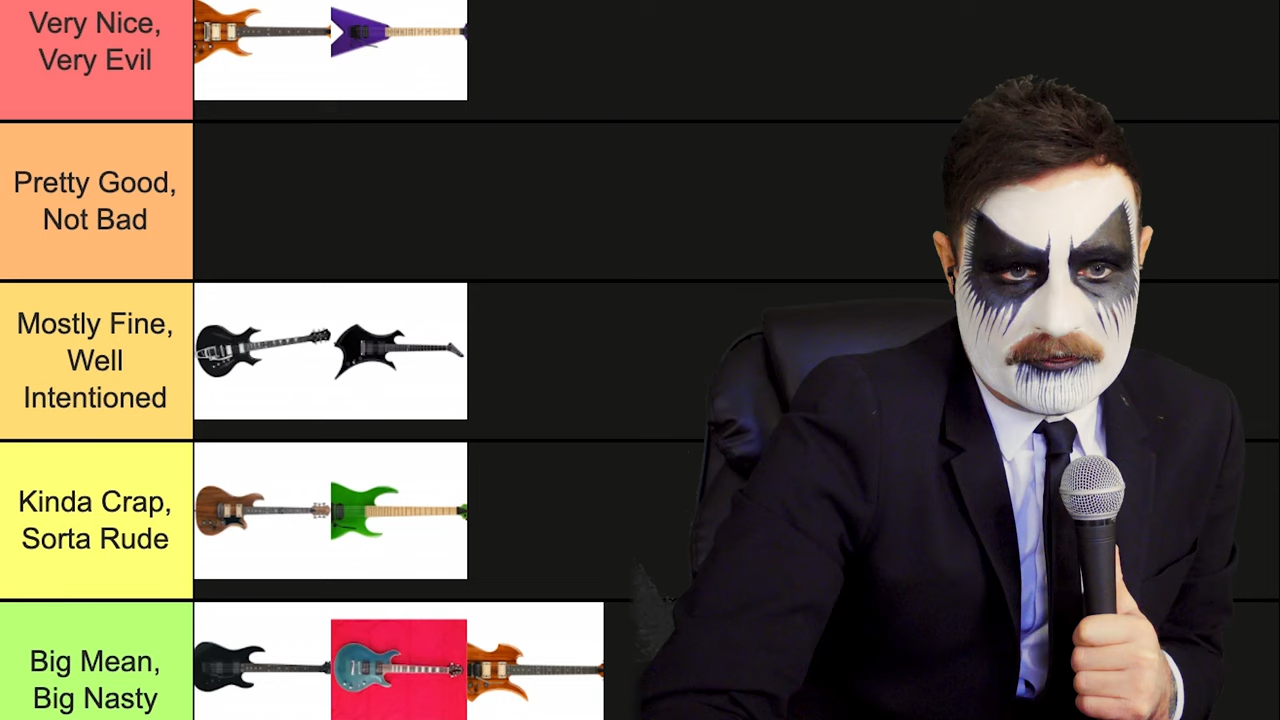 Very Nice,
Very Evil
Pretty Good,
Not Bad
Mostly Fine,
Well
Intentioned
Kinda Crap,
Sorta Rude
Big Mean,
Big Nasty